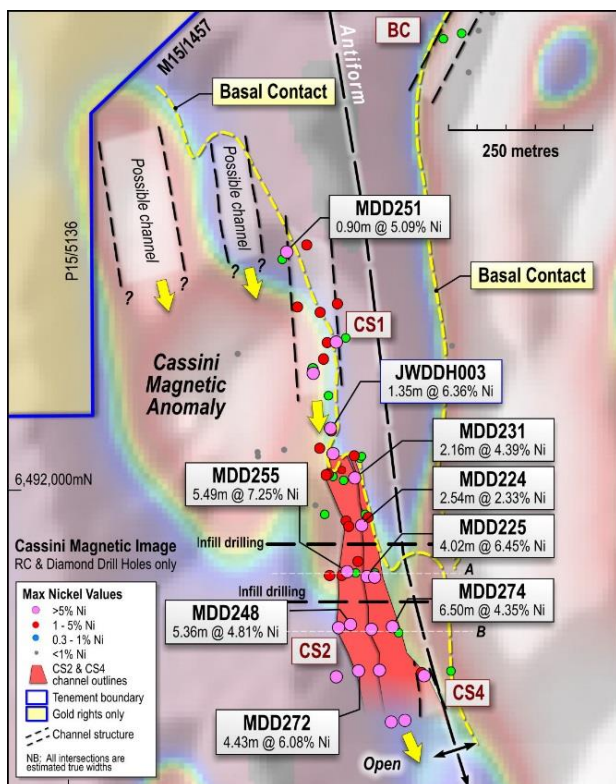 BC
M15/1457
Antiform
Basal Contact
250 metres
Possible channel
Possible channel
MDD251
0.90m @ 5.09% Ni
P15/5136
Basal Contact
?
?
?
CS1
Cassini
Magnetic
Anomaly
JWDDH003
1.35m @ 6.36% Ni
MDD231
2.16m @ 4.39% Ni
MDD255
5.49m @ 7.25% Ni
6,492,000mN
MDD224
2.54m @ 2.33% Ni
MDD225
4.02m @ 6.45% Ni
Cassini Magnetic Image
RC & Diamond Drill Holes only
Infill drilling
A
Infill drilling
MDD274
6.50m @ 4.35% Ni
MDD248
5.36m @ 4.81% Ni
B
CS2
CS4
MDD272
4.43m @ 6.08% Ni
Open
Max Nickel Values
>5% Ni
1 - 5% Ni
0.3 - 1% Ni
<1% Ni
CS2 & CS4
channel outlines
Tenement boundary
Gold rights only
Channel structure
NB: All intersections are
estimated true widths